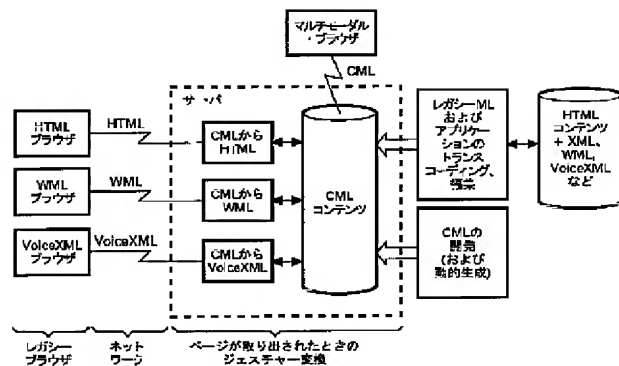 マルチモーダル
・ブラウザ
CML
サーバ
HTML
ブラウザ
HTML
CMLから
HTML
WML
ブラウザ
WML
CMLから
WML
VoiceXML
ブラウザ
VoiceXML
CMLから
VoiceXML
CML
コンテンツ
レガシーML
および
アプリケー
ションの
トランス
コーディング、
編集
HTML
コンテンツ
+ XML、
WML、
VoiceXML
など
CMLの
開発
(および
動的生成)
レガシー
ブラウザ
ネット
ワーク
ページが取り出されたときの
ジェスチャー変換